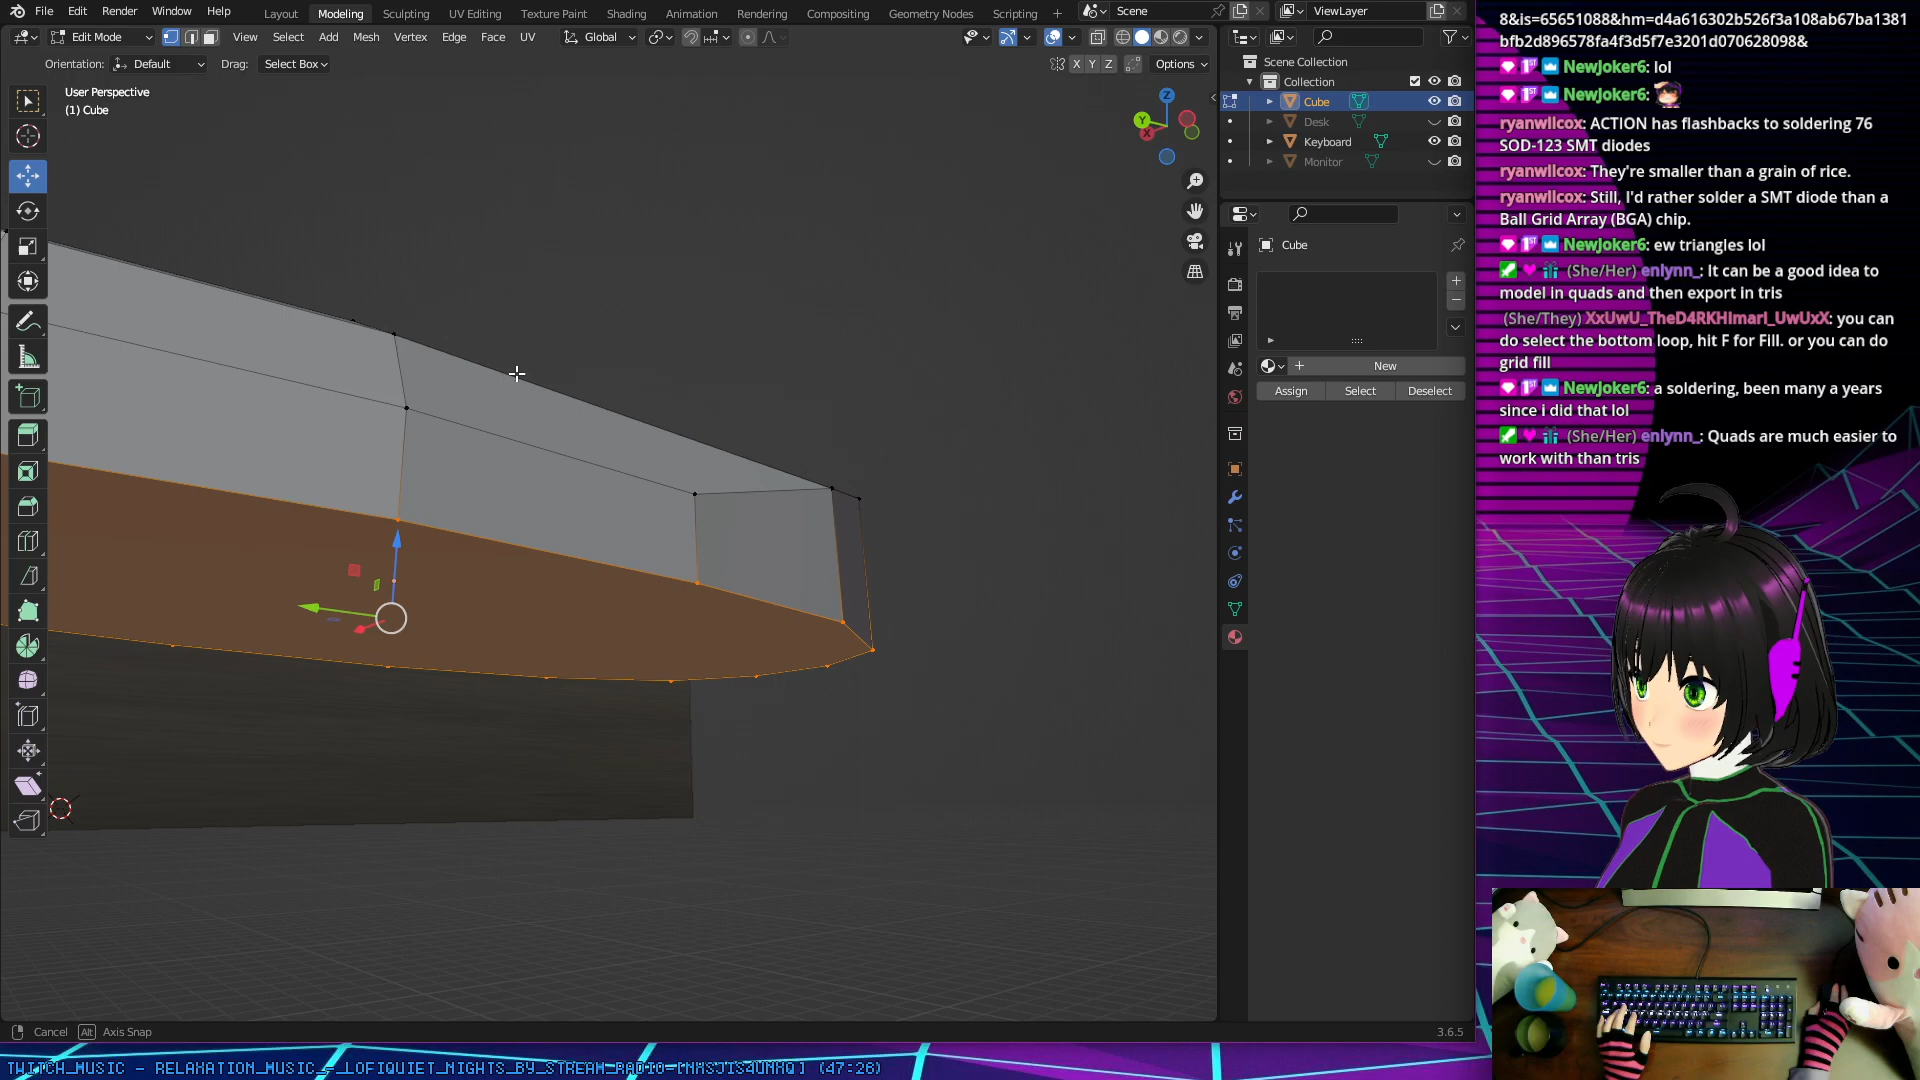 File Edit Render Window Help
Layout Modeling Sculpting UV Editing Texture Paint Shading Animation Rendering Compositing Geometry Nodes Scripting +
Scene
ViewLayer
Edit Mode View Select Add Mesh Vertex Edge Face UV
Global
Orientation: Default Drag: Select Box
X Y Z Options
User Perspective
(1) Cube
Z
Y
X
Scene Collection
Collection
Cube
Desk
Keyboard
Monitor
Cube
New
Assign Select Deselect
Cancel Alt Axis Snap
3.6.5
8&is=65651088&hm=d4a616302b526f3a108ab67ba1381
bfb2d896578fa4f3d5f7e3201d070628098&
NewJoker6: lol
NewJoker6:
ryanwilcox: ACTION has flashbacks to soldering 76
SOD-123 SMT diodes
ryanwilcox: They're smaller than a grain of rice.
ryanwilcox: Still, I'd rather solder a SMT diode than a
Ball Grid Array (BGA) chip.
NewJoker6: ew triangles lol
(She/Her) enlynn_: It can be a good idea to
model in quads and then export in tris
(She/They) XxUwU_TheD4RKHImarI_UwUxX: you can
do select the bottom loop, hit F for Fill. or you can do
grid fill
NewJoker6: a soldering, been many a years
since i did that lol
(She/Her) enlynn_: Quads are much easier to
work with than tris
TWITCH_MUSIC - RELAXATION_MUSIC_-_LOFIQUIET_NIGHTS_BY_STREAM_RADIO-[NMSJIS4UNHQ] (47:26)